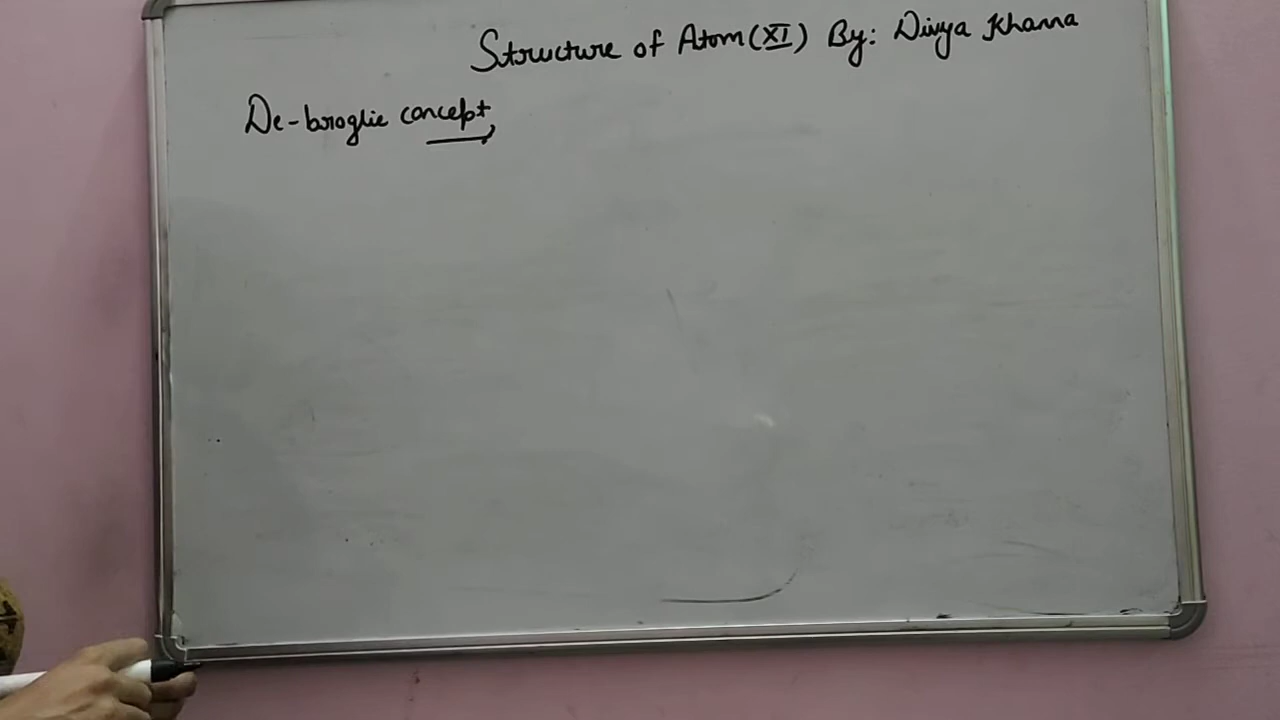 Structure of Atom (XI) By: Divya Khanna
De-broglie concept